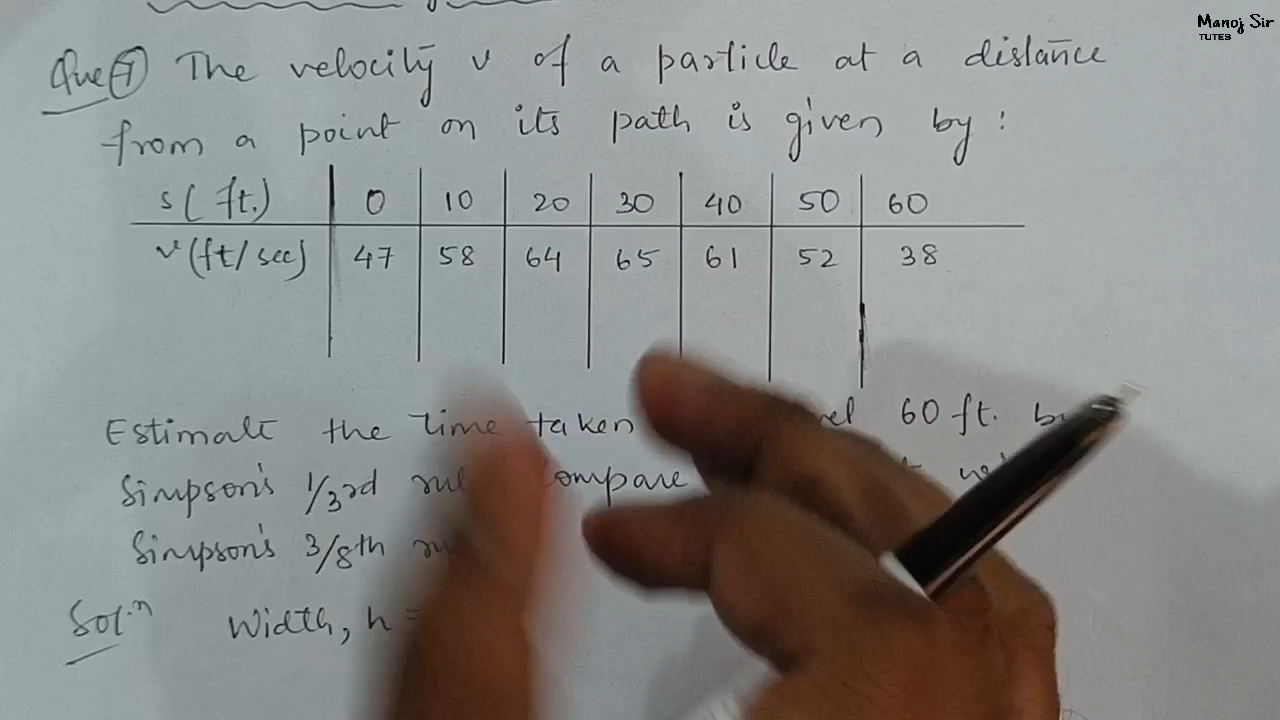 Manoj Sir
TUTES
Que 7 The velocity v of a particle at a distance
from a point on its path is given by :
s( ft.) 0 10 20 30 40 50 60
v(ft/sec) 47 58 64 65 61 52 38
Estimate the time taken 60 ft.
Simpson's 1/3rd compare
Simpson's 3/8th
Sol.n Width, h =